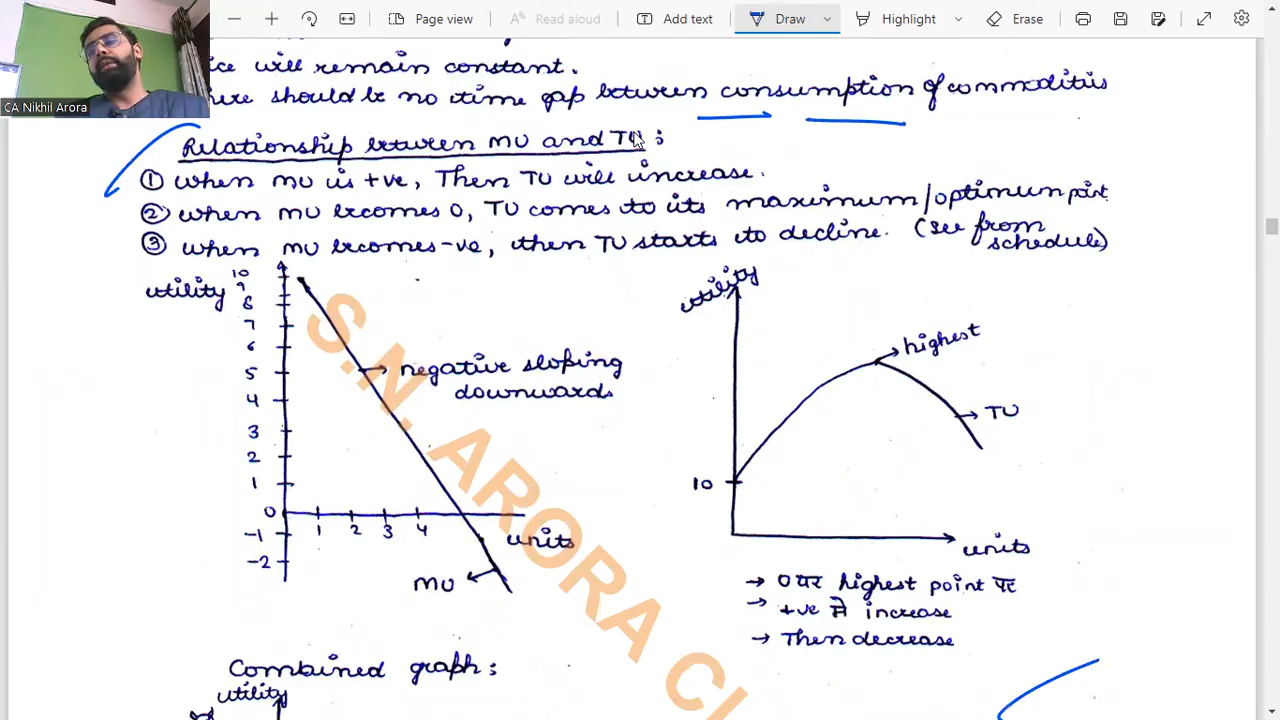 Page view
Read aloud
Add text
Draw
Highlight
Erase
CA Nikhil Arora
ice will remain constant.
here should be no time gap between consumption of commodities
Relationship between MU and TU:
① when MU is +ve, Then TU will increase.
② when MU becomes 0, TU comes to its maximum/optimum point
③ when MU becomes -ve, then TU starts to decline. (see from schedule)
utility
10
9
8
7
6
5
4
3
2
1
0
-1
-2
1 2 3 4
units
negative sloping
downwards
MU
utility
highest
TU
10
units
→ 0 पर highest point पर
→ +ve में increase
→ Then decrease
S.N. ARORA CL
Combined graph:
utility